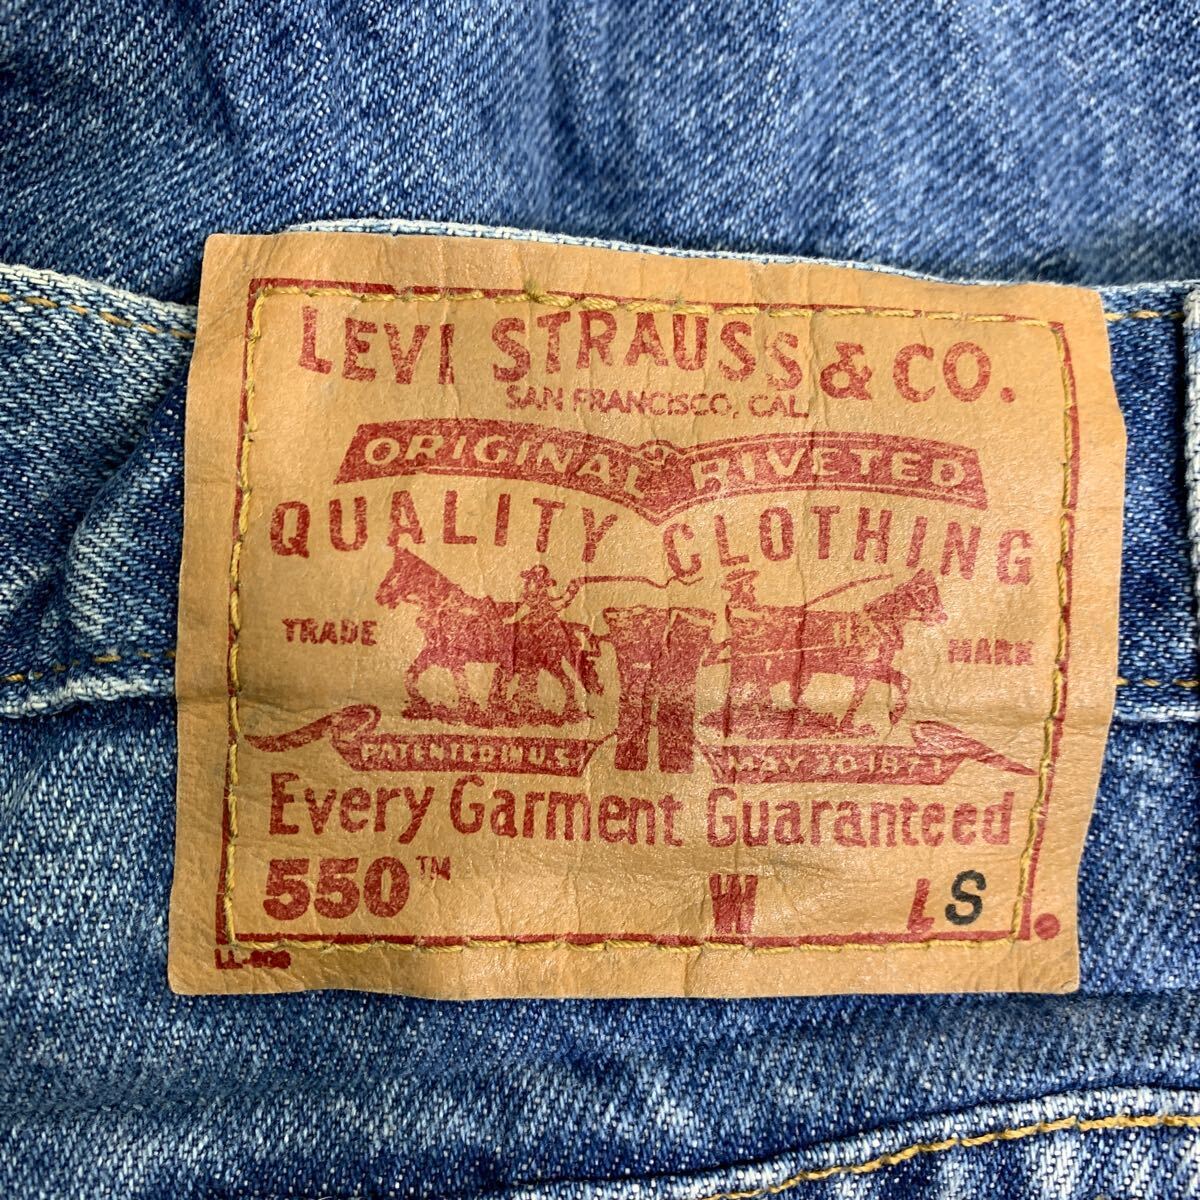 LEVI STRAUSS & CO.
SAN FRANCISCO, CAL.
ORIGINAL RIVETED
QUALITY CLOTHING
TRADE MARK
PATENTED IN U.S. MAY 20 1873
Every Garment Guaranteed
550™ W L S